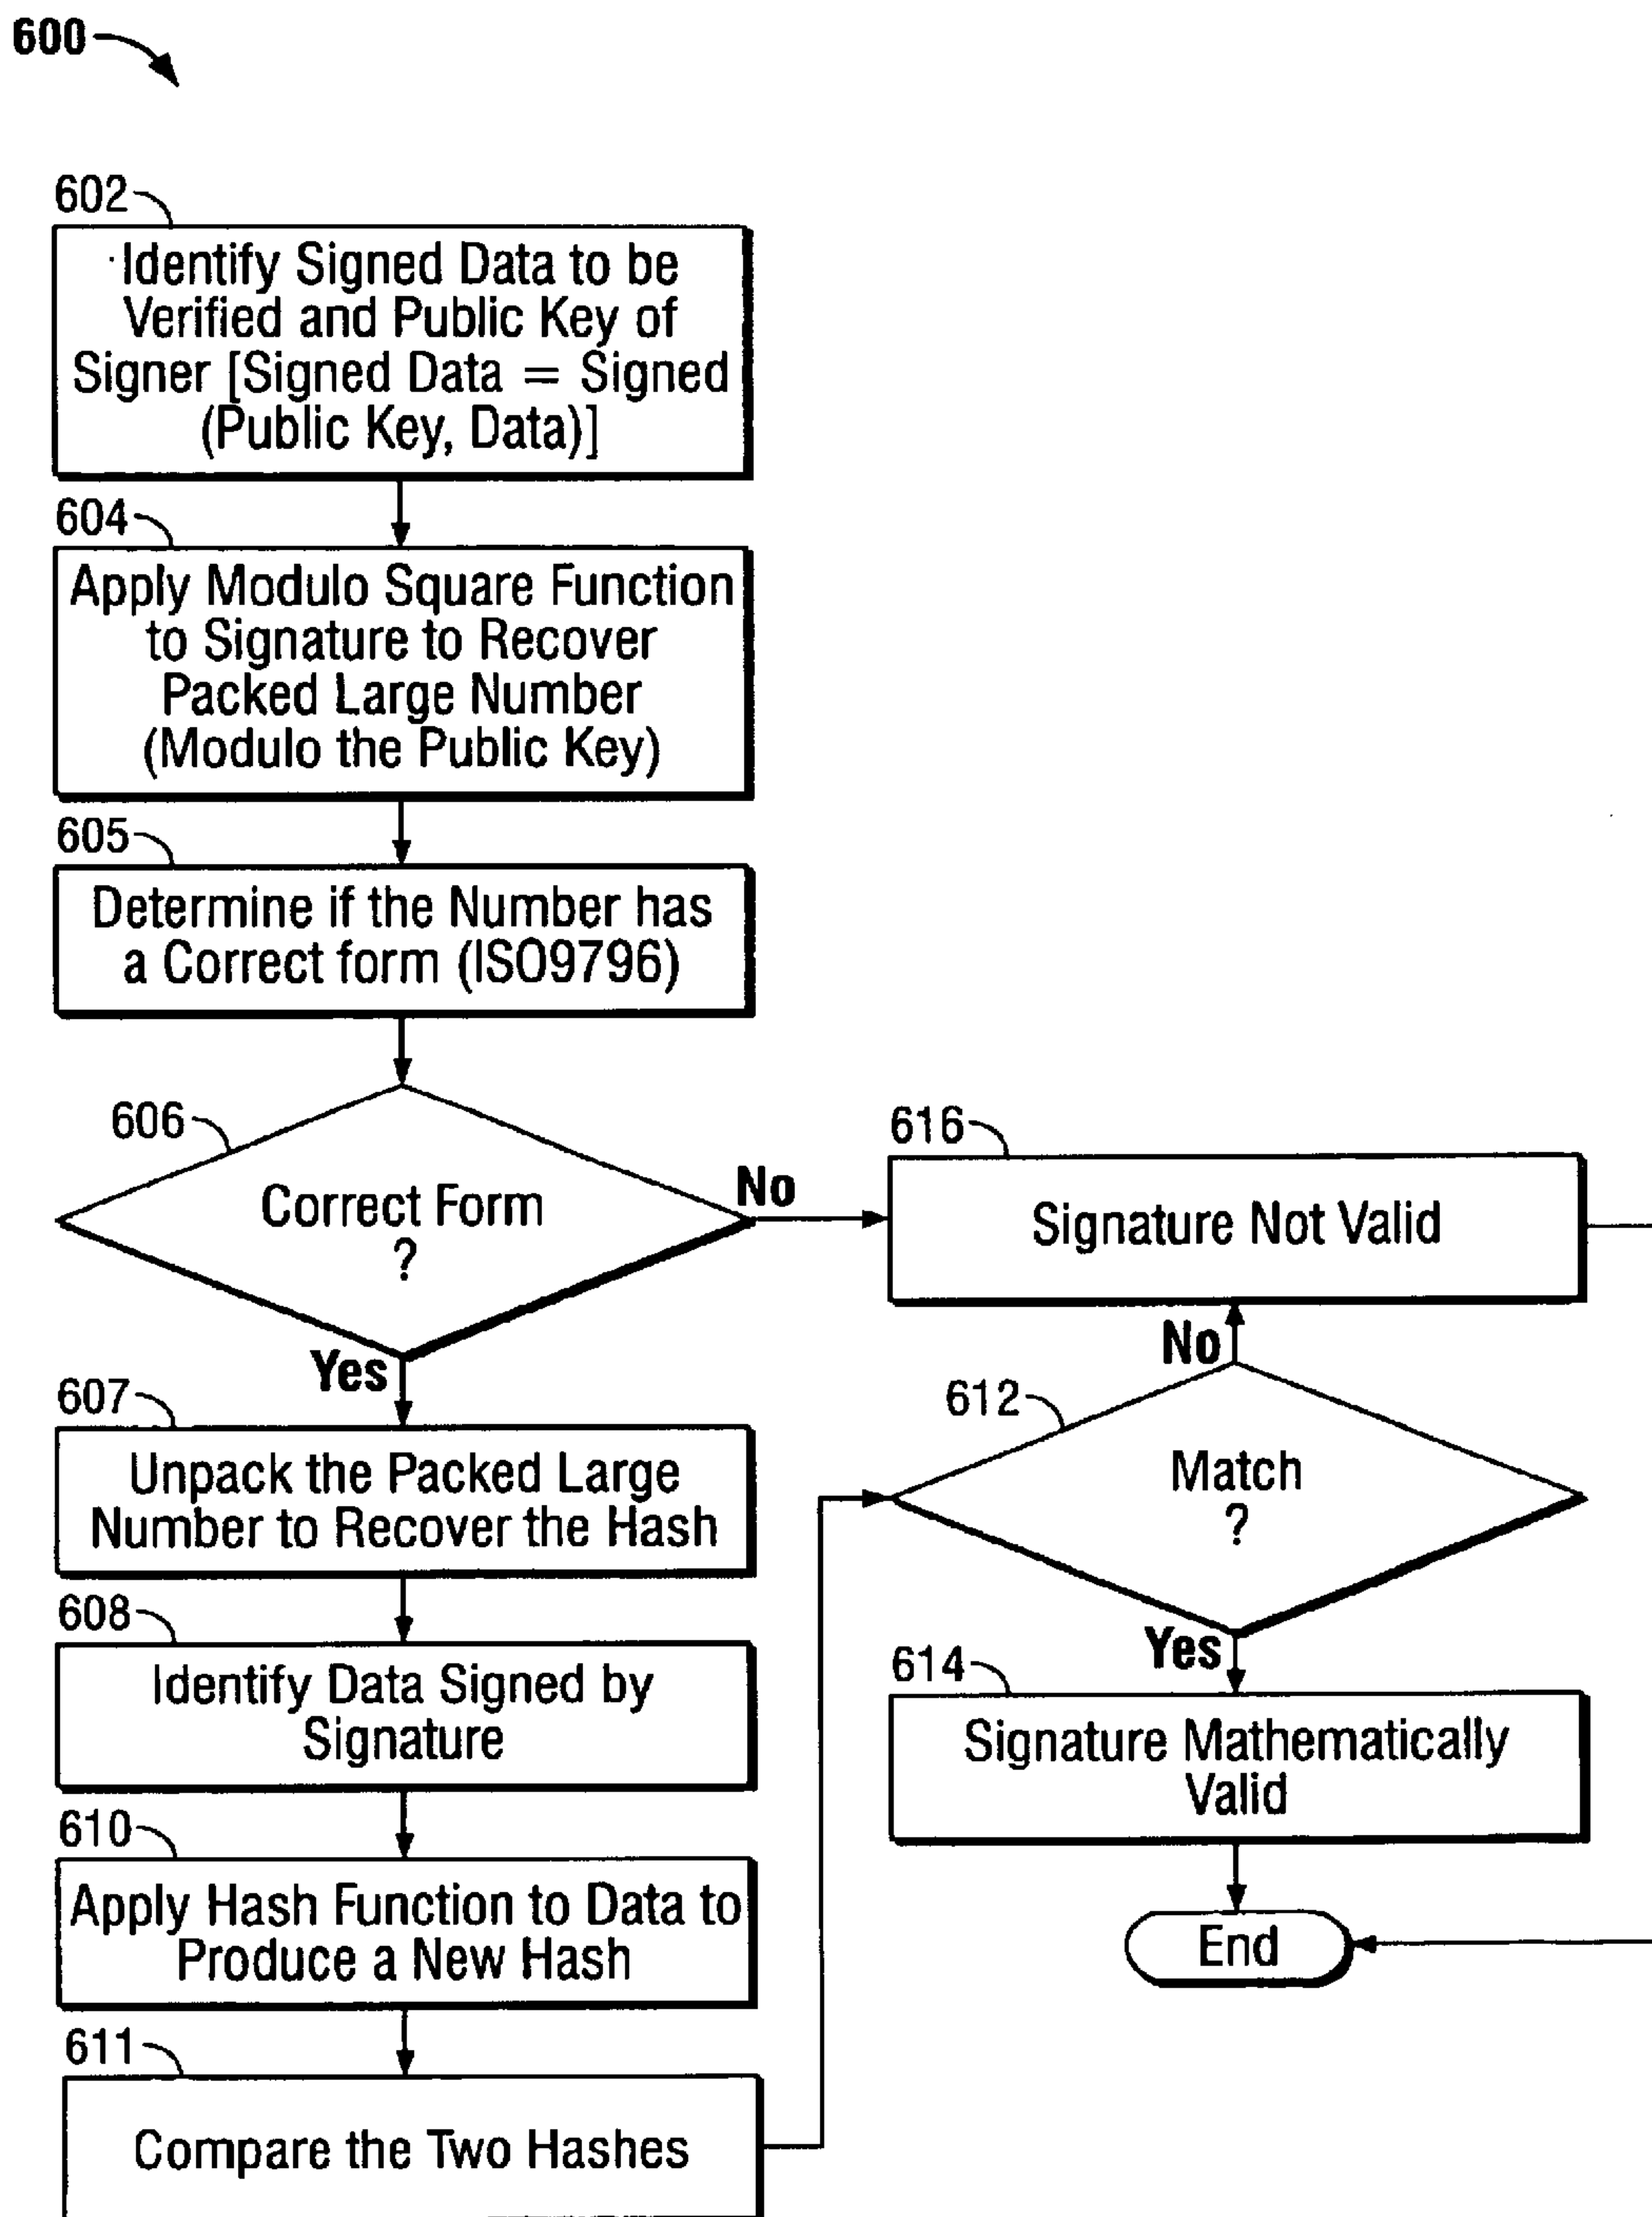 600
602
Identify Signed Data to be
Verified and Public Key of
Signer [Signed Data = Signed
(Public Key, Data)]
604
Apply Modulo Square Function
to Signature to Recover
Packed Large Number
(Modulo the Public Key)
605
Determine if the Number has
a Correct form (ISO9796)
606
Correct Form
?
No
Yes
616
Signature Not Valid
607
Unpack the Packed Large
Number to Recover the Hash
612
Match
?
No
Yes
608
Identify Data Signed by
Signature
614
Signature Mathematically
Valid
610
Apply Hash Function to Data to
Produce a New Hash
End
611
Compare the Two Hashes